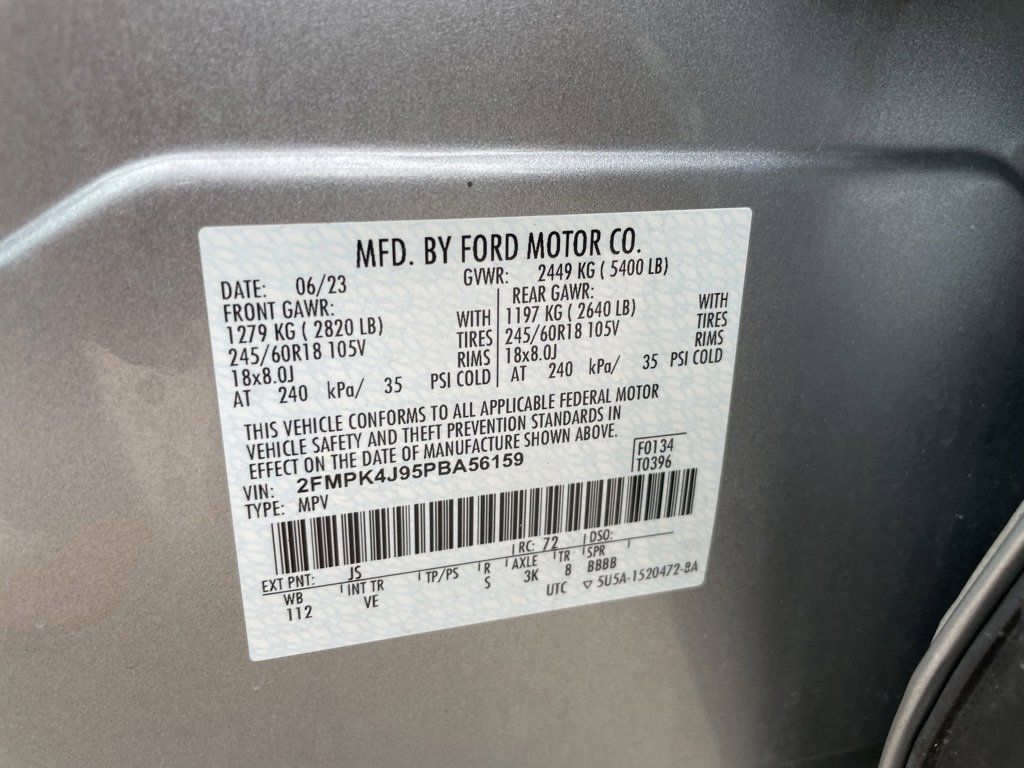 MFD. BY FORD MOTOR CO.
DATE: 06/23 GVWR: 2449 KG ( 5400 LB)
FRONT GAWR: REAR GAWR:
1279 KG ( 2820 LB) WITH 1197 KG ( 2640 LB) WITH
245/60R18 105V TIRES 245/60R18 105V TIRES
18x8.0J RIMS 18x8.0J RIMS
AT 240 kPa/ 35 PSI COLD AT 240 kPa/ 35 PSI COLD
THIS VEHICLE CONFORMS TO ALL APPLICABLE FEDERAL MOTOR
VEHICLE SAFETY AND THEFT PREVENTION STANDARDS IN
EFFECT ON THE DATE OF MANUFACTURE SHOWN ABOVE.
VIN: 2FMPK4J95PBA56159 F0134
TYPE: MPV T0396
EXT PNT: JS RC: 72 DSO:
WB INT TR TP/PS R AXLE TR SPR
112 VE S 3K 8 BBBB
UTC ▽ 5U5A-1520472-BA